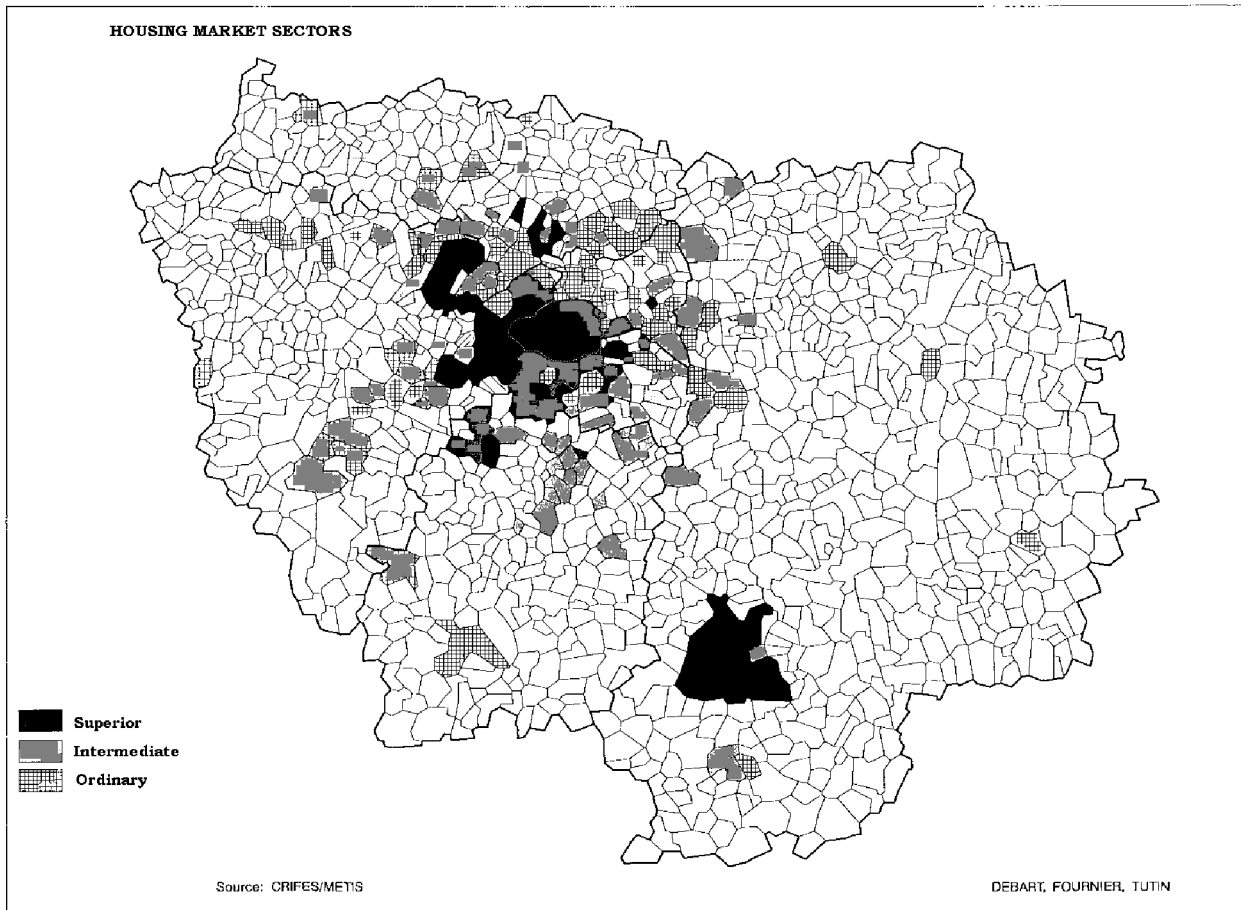 HOUSING MARKET SECTORS
Superior
Intermediate
Ordinary
Source: CRIFES/METIS
DEBART, FOURNIER, TUTIN